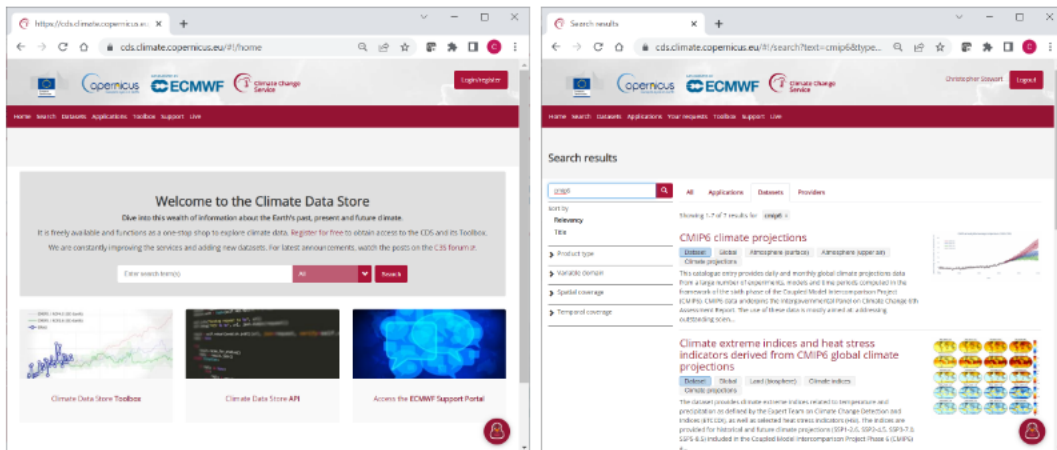 https://cds.climate.copernicus.eu
cds.climate.copernicus.eu/#!/home
Copernicus
ECMWF
Climate Change
Service
Login/register
Home Search Datasets Applications Toolbox Support Live
Welcome to the Climate Data Store
Dive into this wealth of information about the Earth's past, present and future climate.
It is freely available and functions as a one-stop shop to explore climate data. Register for free to obtain access to the CDS and its Toolbox.
We are constantly improving the services and adding new datasets. For latest announcements, watch the posts on the C3S forum
Enter search term(s)
All
Search
Climate Data Store Toolbox
Climate Data Store API
Access the ECMWF Support Portal
Search results
cds.climate.copernicus.eu/#!/search?text=cmip6&type...
Copernicus
ECMWF
Climate Change
Service
Christopher Stewart
Logout
Home Search Datasets Applications Your requests Toolbox Support Live
Search results
cmip6
Sort by
Relevancy
Title
Product type
Variable domain
Spatial coverage
Temporal coverage
All Applications Datasets Providers
Showing 1-7 of 7 results for cmip6 x
CMIP6 climate projections
Dataset Global Atmosphere (surface) Atmosphere (upper air)
Climate projections
This catalogue entry provides daily and monthly global climate projections data
from a large number of experiments, models and time periods computed in the
framework of the sixth phase of the Coupled Model Intercomparison Project
(CMIP6). CMIP6 data underpins the Intergovernmental Panel on Climate Change 6th
Assessment Report. The use of these data is mostly aimed at: addressing
outstanding scien...
Climate extreme indices and heat stress
indicators derived from CMIP6 global climate
projections
Dataset Global Land (biosphere) Climate indices
Climate projections
The dataset provides climate extreme indices related to temperature and
precipitation as defined by the Expert Team on Climate Change Detection and
Indices (ETCCDI), as well as selected heat stress indicators (HSI). The indices are
provided for historical and future climate projections (SSP1-2.6, SSP2-4.5, SSP3-7.0,
SSP5-8.5) included in the Coupled Model Intercomparison Project Phase 6 (CMIP6)